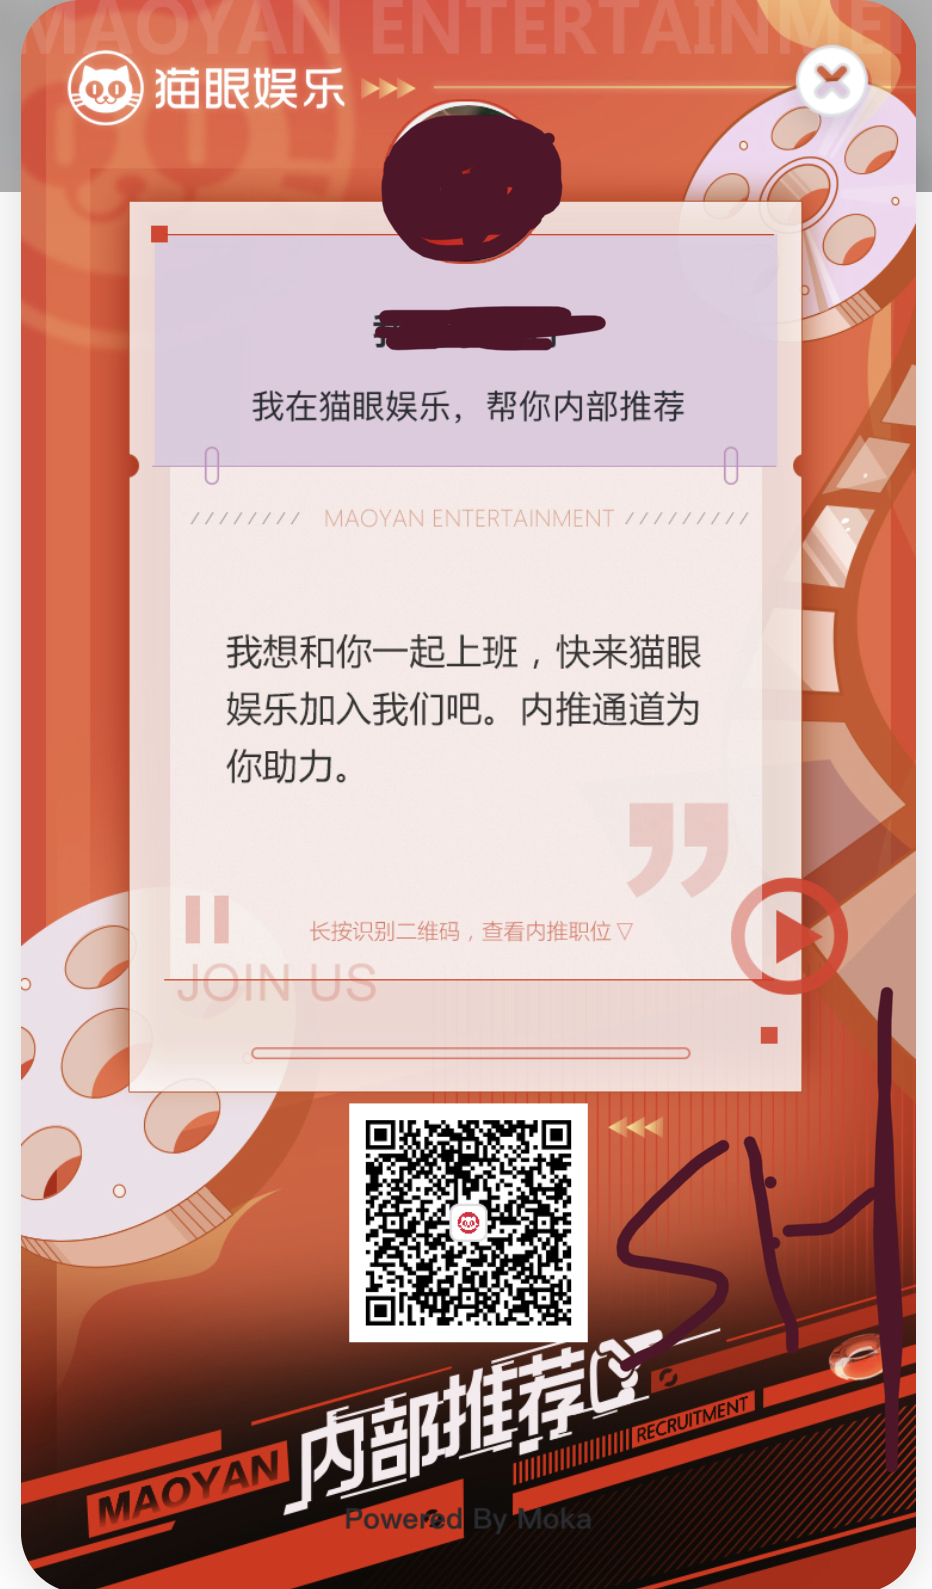 MAOYAN ENTERTAINMEN
猫眼娱乐
我在猫眼娱乐，帮你内部推荐
MAOYAN ENTERTAINMENT
我想和你一起上班，快来猫眼
娱乐加入我们吧。内推通道为
你助力。
长按识别二维码，查看内推职位▽
JOIN US
SH
内部推荐
RECRUITMENT
MAOYAN
Powered By Moka